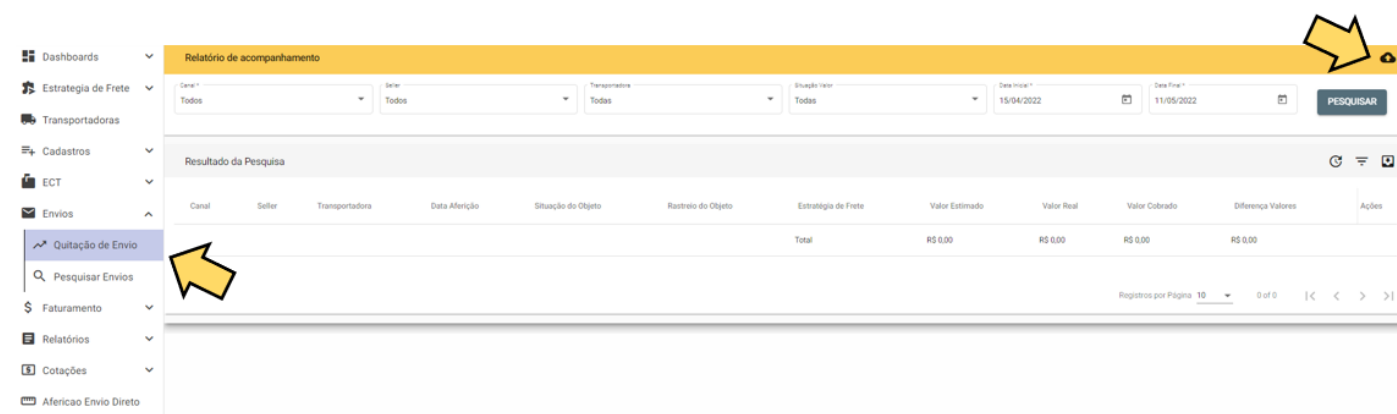 Dashboards
Estrategia de Frete
Transportadoras
Cadastros
ECT
Envios
Quitação de Envio
Pesquisar Envios
Faturamento
Relatórios
Cotações
Afericao Envio Direto
Relatório de acompanhamento
Canal * Seller Transportadora Situação Valor Data Inicial * Data Final *
Todos Todos Todas Todas 15/04/2022 11/05/2022 PESQUISAR
Resultado da Pesquisa
Canal Seller Transportadora Data Aferição Situação do Objeto Rastreio do Objeto Estratégia de Frete Valor Estimado Valor Real Valor Cobrado Diferença Valores Ações
Total R$ 0,00 R$ 0,00 R$ 0,00 R$ 0,00
Registros por Página 10 0 of 0